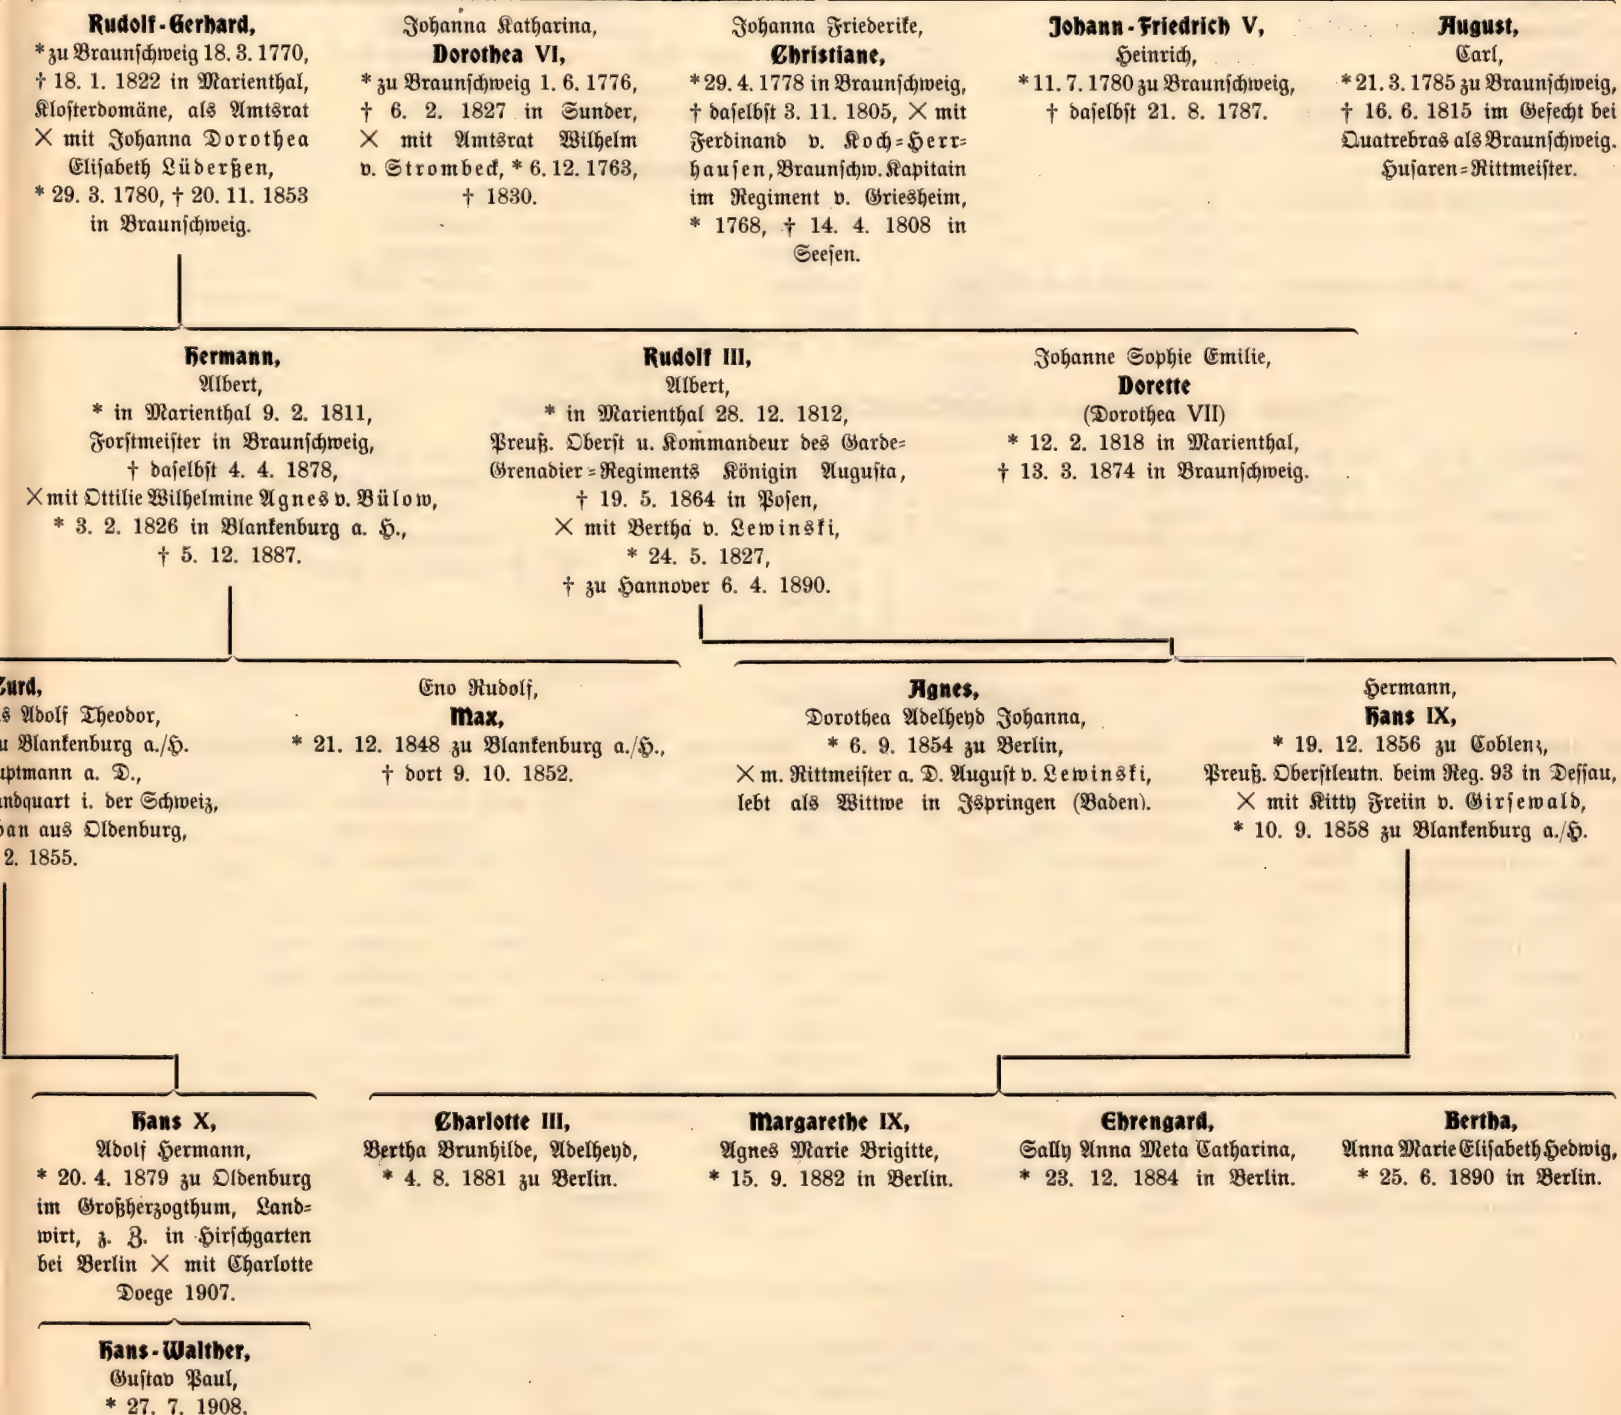 Rudolf-Gerhard,
* zu Braunschweig 18. 3. 1770,
† 18. 1. 1822 in Marienthal,
Klosterdomäne, als Amtsrat
X mit Johanna Dorothea
Elisabeth Lüderßen,
* 29. 3. 1780, † 20. 11. 1853
in Braunschweig.
Johanna Katharina,
Dorothea VI,
* zu Braunschweig 1. 6. 1776,
† 6. 2. 1827 in Sunder,
X mit Amtsrat Wilhelm
v. Strombeck, * 6. 12. 1763,
† 1830.
Johanna Friederike,
Christiane,
* 29. 4. 1778 in Braunschweig,
† daselbst 3. 11. 1805, X mit
Ferdinand v. Koch-Herr-
hausen, Braunschw. Kapitain
im Regiment v. Griesheim,
* 1768, † 14. 4. 1808 in
Seesen.
Johann-Friedrich V,
Heinrich,
* 11. 7. 1780 zu Braunschweig,
† daselbst 21. 8. 1787.
August,
Carl,
* 21. 3. 1785 zu Braunschweig,
† 16. 6. 1815 im Gefecht bei
Quatrebras als Braunschweig.
Husaren-Rittmeister.
Hermann,
Albert,
* in Marienthal 9. 2. 1811,
Forstmeister in Braunschweig,
† daselbst 4. 4. 1878,
X mit Ottilie Wilhelmine Agnes v. Bülow,
* 3. 2. 1826 in Blankenburg a. H.,
† 5. 12. 1887.
Rudolf III,
Albert,
* in Marienthal 28. 12. 1812,
Preuß. Oberst u. Kommandeur des Garde-
Grenadier-Regiments Königin Augusta,
† 19. 5. 1864 in Posen,
X mit Bertha v. Lewinski,
* 24. 5. 1827,
† zu Hannover 6. 4. 1890.
Johanne Sophie Emilie,
Dorette
(Dorothea VII)
* 12. 2. 1818 in Marienthal,
† 13. 3. 1874 in Braunschweig.
Curd,
s Adolf Theodor,
u Blankenburg a./H.
uptmann a. D.,
ndquart i. der Schweiz,
ban aus Oldenburg,
2. 1855.
Eno Rudolf,
Max,
* 21. 12. 1848 zu Blankenburg a./H.,
† dort 9. 10. 1852.
Agnes,
Dorothea Adelheyd Johanna,
* 6. 9. 1854 zu Berlin,
X m. Rittmeister a. D. August v. Lewinski,
lebt als Wittwe in Ispringen (Baden).
Hermann,
Hans IX,
* 19. 12. 1856 zu Coblenz,
Preuß. Oberstleutn. beim Reg. 93 in Dessau,
X mit Kitty Freiin v. Girsewald,
* 10. 9. 1858 zu Blankenburg a./H.
Hans X,
Adolf Hermann,
* 20. 4. 1879 zu Oldenburg
im Großherzogthum, Land-
wirt, z. Z. in Hirschgarten
bei Berlin X mit Charlotte
Doege 1907.
Charlotte III,
Bertha Brunhilde, Adelheyd,
* 4. 8. 1881 zu Berlin.
Margarethe IX,
Agnes Marie Brigitte,
* 15. 9. 1882 in Berlin.
Ehrengard,
Sally Anna Meta Catharina,
* 23. 12. 1884 in Berlin.
Bertha,
Anna Marie Elisabeth Hedwig,
* 25. 6. 1890 in Berlin.
Hans-Walther,
Gustav Paul,
* 27. 7. 1908.